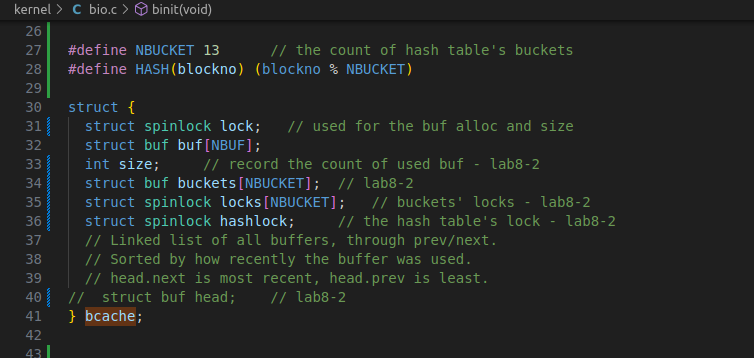 kernel > C bio.c > binit(void)
26
27 #define NBUCKET 13      // the count of hash table's buckets
28 #define HASH(blockno) (blockno % NBUCKET)
29
30 struct {
31   struct spinlock lock;   // used for the buf alloc and size
32   struct buf buf[NBUF];
33   int size;     // record the count of used buf - lab8-2
34   struct buf buckets[NBUCKET];  // lab8-2
35   struct spinlock locks[NBUCKET];   // buckets' locks - lab8-2
36   struct spinlock hashlock;     // the hash table's lock - lab8-2
37   // Linked list of all buffers, through prev/next.
38   // Sorted by how recently the buffer was used.
39   // head.next is most recent, head.prev is least.
40 //  struct buf head;    // lab8-2
41 } bcache;
42
43